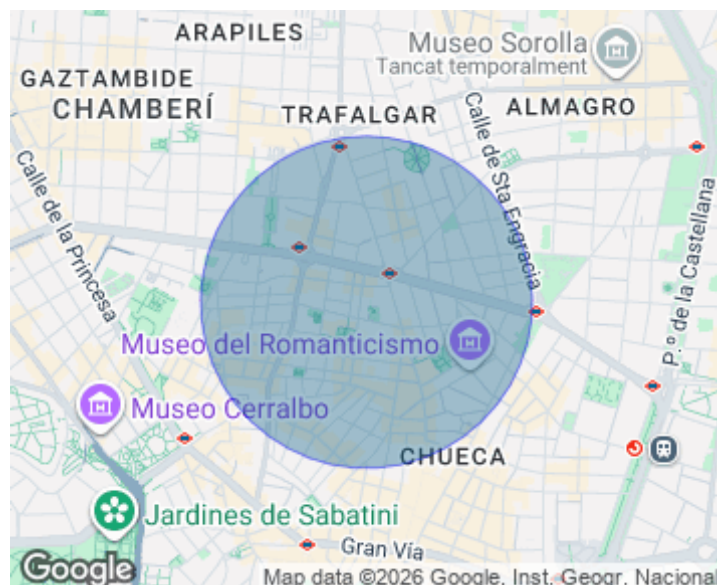 ARAPILES
Museo Sorolla
Tancat temporalment
GAZTAMBIDE
CHAMBERÍ
TRAFALGAR
ALMAGRO
Calle de Sta Engracia
Calle de la Princesa
P.º de la Castellana
Museo del Romanticismo
Museo Cerralbo
CHUECA
Jardines de Sabatini
Gran Vía
Google
Map data ©2026 Google, Inst. Geogr. Nacional